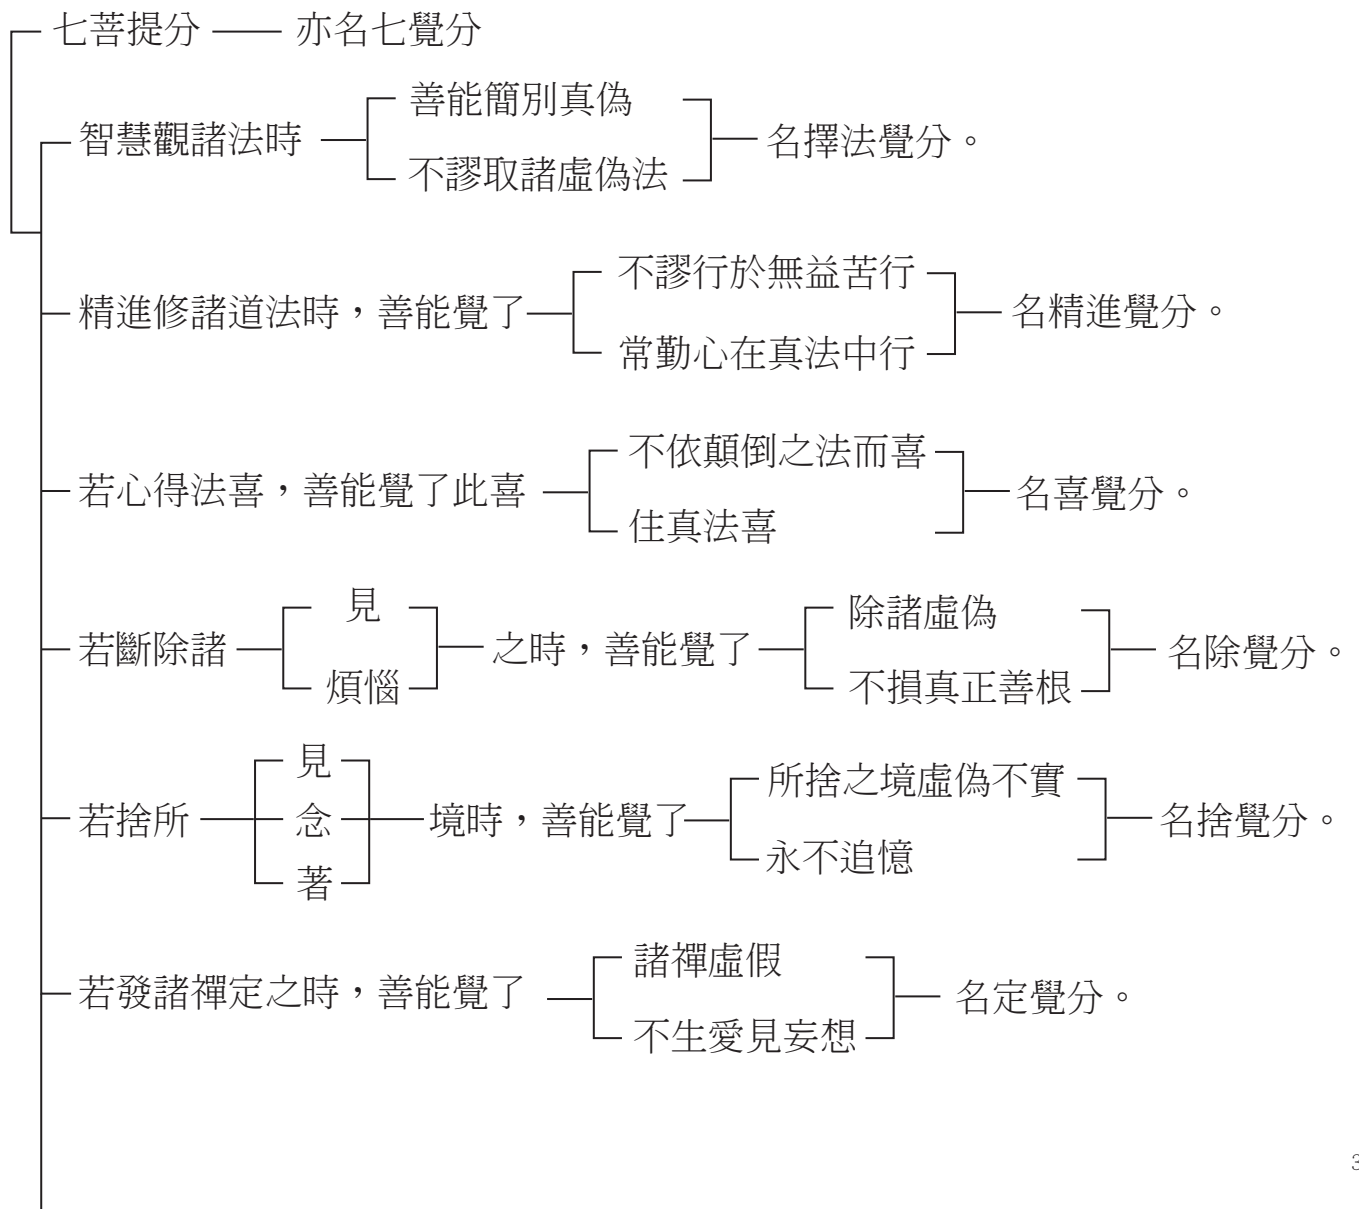 七菩提分 亦名七覺分
智慧觀諸法時 善能簡別真偽 不謬取諸虛偽法 名擇法覺分。
精進修諸道法時，善能覺了 不謬行於無益苦行 常勤心在真法中行 名精進覺分。
若心得法喜，善能覺了此喜 不依顛倒之法而喜 住真法喜 名喜覺分。
若斷除諸 見 煩惱 之時，善能覺了 除諸虛偽 不損真正善根 名除覺分。
若捨所 見 念 著 境時，善能覺了 所捨之境虛偽不實 永不追憶 名捨覺分。
若發諸禪定之時，善能覺了 諸禪虛假 不生愛見妄想 名定覺分。
3